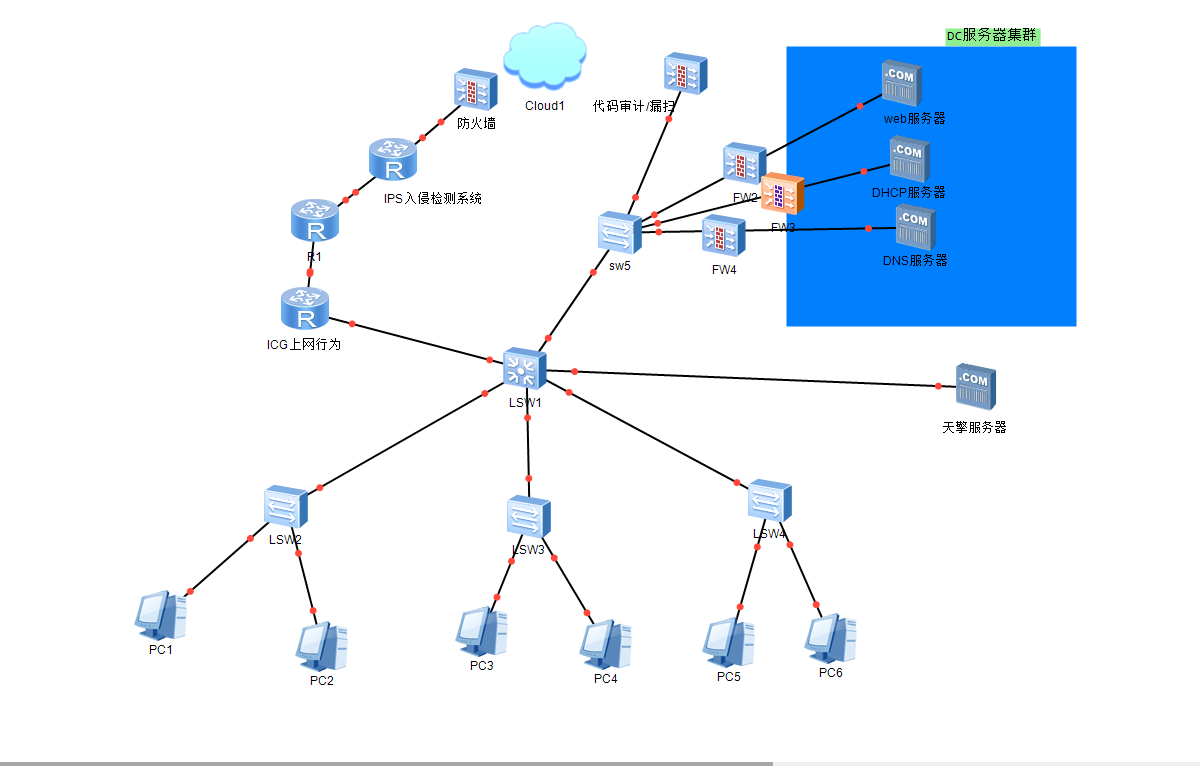 DC服务器集群
Cloud1
代码审计/漏扫
防火墙
web服务器
IPS入侵检测系统
FW2
DHCP服务器
R
R1
FW3
sw5
FW4
DNS服务器
R
ICG上网行为
R
LSW1
天擎服务器
.COM
.COM
.COM
.COM
LSW2
LSW3
LSW4
PC1
PC2
PC3
PC4
PC5
PC6